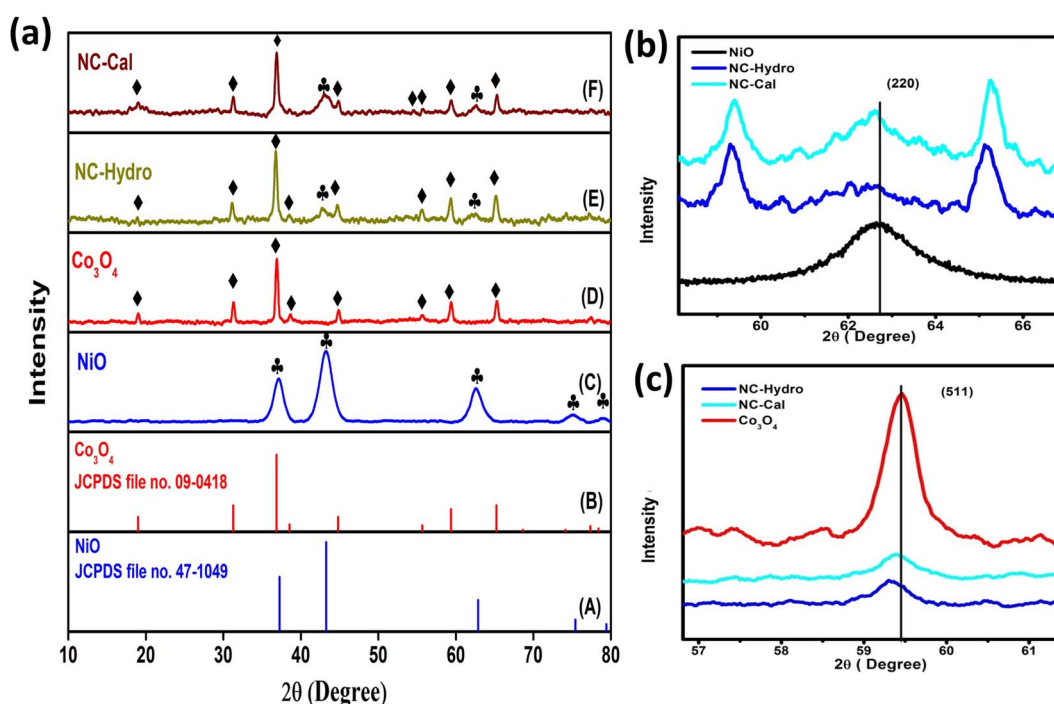 (a)
NC-Cal
(F)
NC-Hydro
(E)
Co₃O₄
(D)
NiO
(C)
Co₃O₄
JCPDS file no. 09-0418
(B)
NiO
JCPDS file no. 47-1049
(A)
Intensity
10 20 30 40 50 60 70 80
2θ (Degree)
(b)
NiO
NC-Hydro
NC-Cal
(220)
Intensity
60 62 64 66
2θ ( Degree)
(c)
NC-Hydro
NC-Cal
Co₃O₄
(511)
Intensity
57 58 59 60 61
2θ ( Degree)